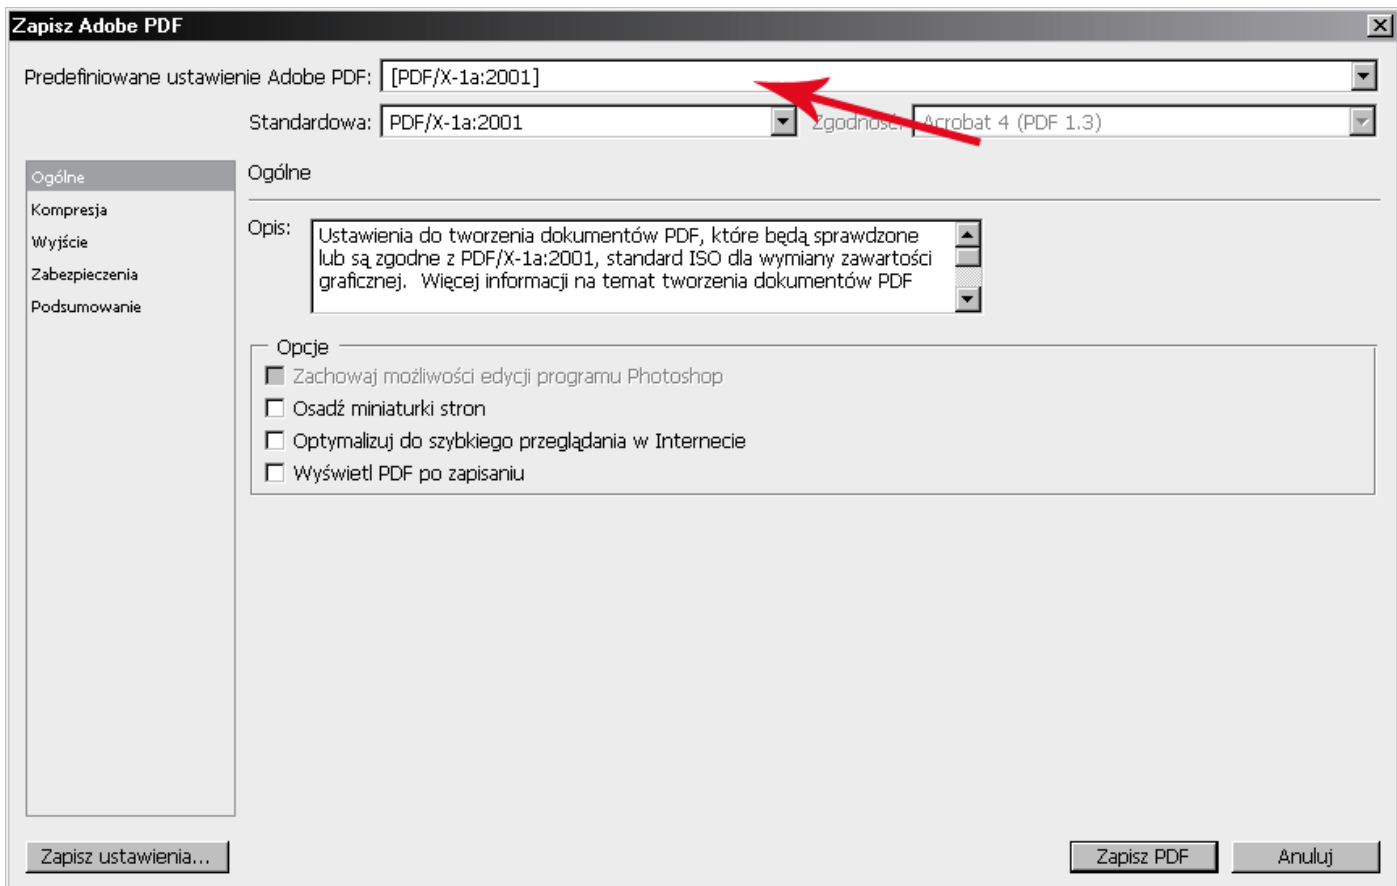 Zapisz Adobe PDF
Predefiniowane ustawienie Adobe PDF: [PDF/X-1a:2001]
Standardowa: PDF/X-1a:2001 Zgodność: Acrobat 4 (PDF 1.3)
Ogólne
Kompresja
Wyjście
Zabezpieczenia
Podsumowanie
Ogólne
Opis:
Ustawienia do tworzenia dokumentów PDF, które będą sprawdzone
lub są zgodne z PDF/X-1a:2001, standard ISO dla wymiany zawartości
graficznej. Więcej informacji na temat tworzenia dokumentów PDF
Opcje
Zachowaj możliwości edycji programu Photoshop
Osadź miniaturki stron
Optymalizuj do szybkiego przeglądania w Internecie
Wyświetl PDF po zapisaniu
Zapisz ustawienia... Zapisz PDF Anuluj